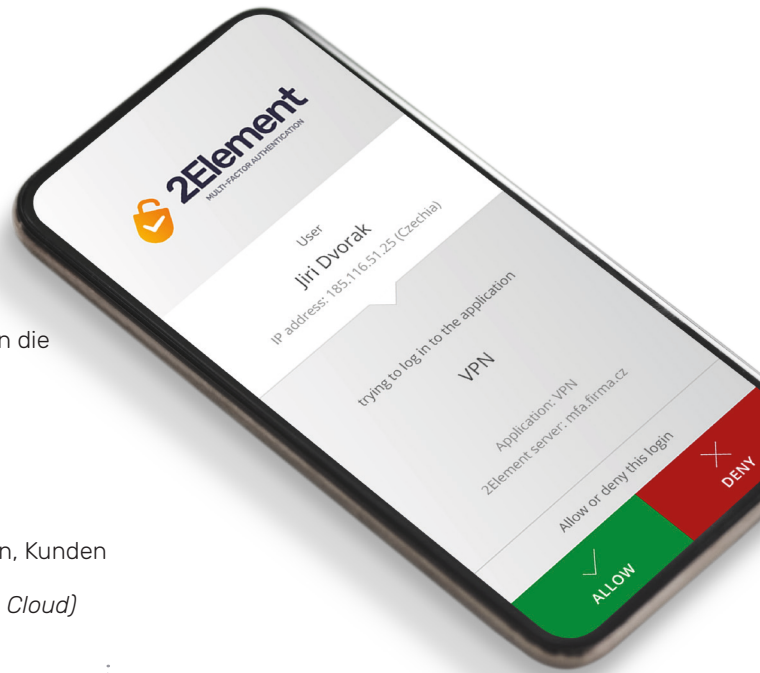 2Element
MULTI-FACTOR AUTHENTICATION
User
Jiri Dvorak
IP address: 185.116.51.25 (Czechia)
trying to log in to the application
VPN
Application: VPN
2Element server: mfa.firma.cz
Allow or deny this login
ALLOW
DENY
n die
n, Kunden
Cloud)